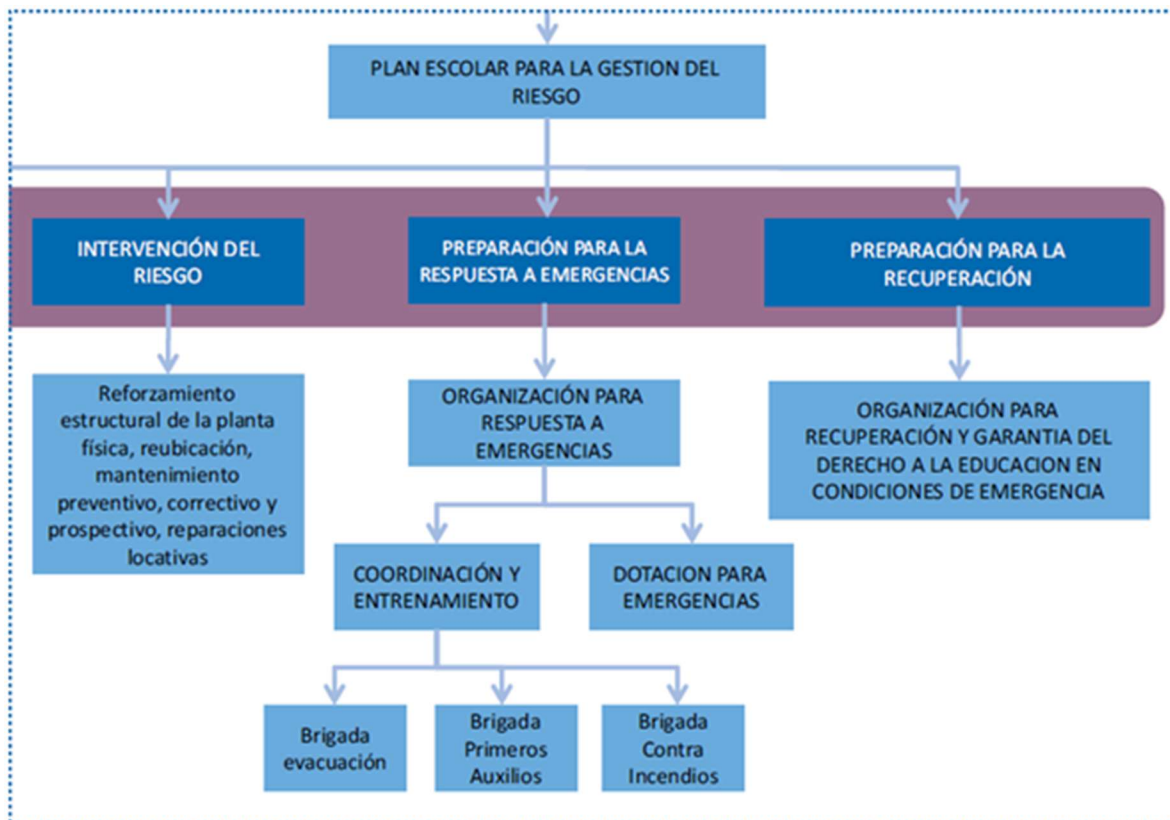 PLAN ESCOLAR PARA LA GESTION DEL
RIESGO
INTERVENCIÓN DEL
RIESGO
PREPARACIÓN PARA LA
RESPUESTA A EMERGENCIAS
PREPARACIÓN PARA LA
RECUPERACIÓN
Reforzamiento
estructural de la planta
física, reubicación,
mantenimiento
preventivo, correctivo y
prospectivo, reparaciones
locativas
ORGANIZACIÓN PARA
RESPUESTA A
EMERGENCIAS
ORGANIZACIÓN PARA
RECUPERACIÓN Y GARANTIA DEL
DERECHO A LA EDUCACION EN
CONDICIONES DE EMERGENCIA
COORDINACIÓN Y
ENTRENAMIENTO
DOTACION PARA
EMERGENCIAS
Brigada
evacuación
Brigada
Primeros
Auxilios
Brigada
Contra
Incendios